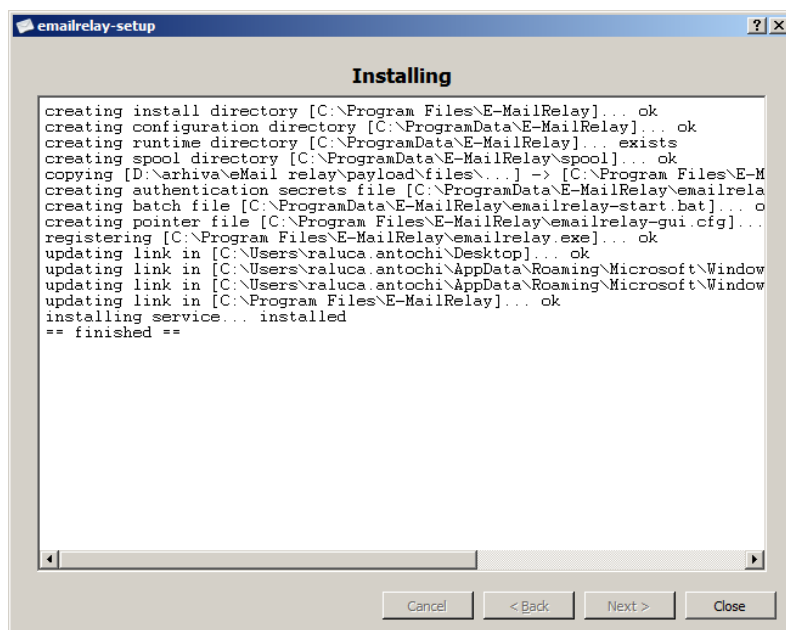 emailrelay-setup
Installing
creating install directory [C:\Program Files\E-MailRelay]... ok
creating configuration directory [C:\ProgramData\E-MailRelay]... ok
creating runtime directory [C:\ProgramData\E-MailRelay]... exists
creating spool directory [C:\ProgramData\E-MailRelay\spool]... ok
copying [D:\arhiva\eMail relay\payload\files\...] -> [C:\Program Files\E-M
creating authentication secrets file [C:\ProgramData\E-MailRelay\emailrela
creating batch file [C:\ProgramData\E-MailRelay\emailrelay-start.bat]... o
creating pointer file [C:\Program Files\E-MailRelay\emailrelay-gui.cfg]...
registering [C:\Program Files\E-MailRelay\emailrelay.exe]... ok
updating link in [C:\Users\raluca.antochi\Desktop]... ok
updating link in [C:\Users\raluca.antochi\AppData\Roaming\Microsoft\Window
updating link in [C:\Users\raluca.antochi\AppData\Roaming\Microsoft\Window
updating link in [C:\Program Files\E-MailRelay]... ok
installing service... installed
== finished ==
Cancel < Back Next > Close